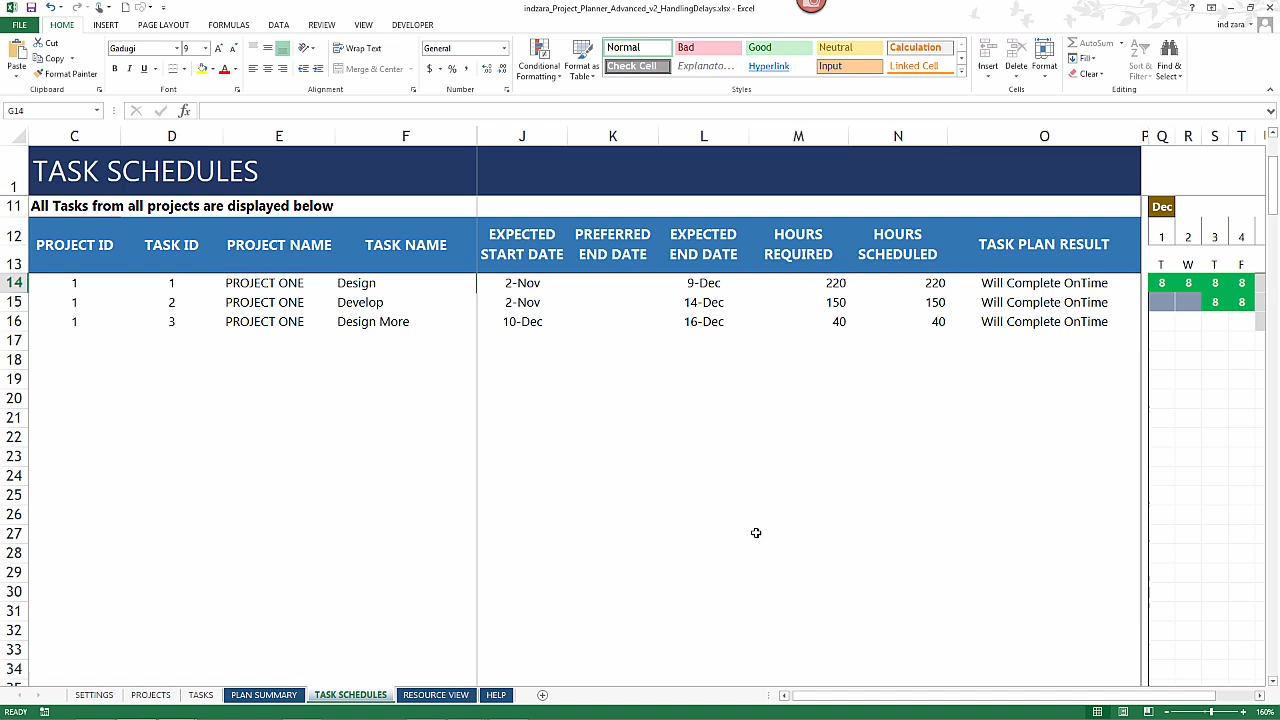 indzara_Project_Planner_Advanced_v2_HandlingDelays.xlsx - Excel
FILE HOME INSERT PAGE LAYOUT FORMULAS DATA REVIEW VIEW DEVELOPER ind zara
Cut
Copy
Format Painter
Paste
Clipboard
Gadugi 9
B I U
Font
Wrap Text
Merge & Center
Alignment
General
$ % ,
Number
Conditional Formatting
Format as Table
Normal Bad Good Neutral Calculation
Check Cell Explanato... Hyperlink Input Linked Cell
Styles
Insert Delete Format
Cells
AutoSum
Fill
Clear
Sort & Filter
Find & Select
Editing
G14
fx
C D E F J K L M N O P Q R S T
1 TASK SCHEDULES
11 All Tasks from all projects are displayed below Dec
12 13 PROJECT ID TASK ID PROJECT NAME TASK NAME EXPECTED START DATE PREFERRED END DATE EXPECTED END DATE HOURS REQUIRED HOURS SCHEDULED TASK PLAN RESULT
1 2 3 4
T W T F
14 1 1 PROJECT ONE Design 2-Nov 9-Dec 220 220 Will Complete OnTime 8 8 8 8
15 1 2 PROJECT ONE Develop 2-Nov 14-Dec 150 150 Will Complete OnTime 8 8
16 1 3 PROJECT ONE Design More 10-Dec 16-Dec 40 40 Will Complete OnTime
17
18
19
20
21
22
23
24
25
26
27
28
29
30
31
32
33
34
SETTINGS PROJECTS TASKS PLAN SUMMARY TASK SCHEDULES RESOURCE VIEW HELP
READY 160%